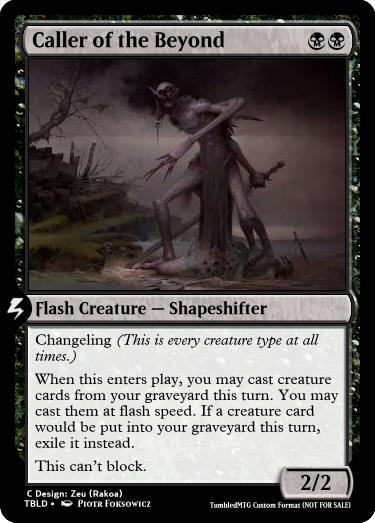 Caller of the Beyond
Flash Creature — Shapeshifter
Changeling (This is every creature type at all
times.)
When this enters play, you may cast creature
cards from your graveyard this turn. You may
cast them at flash speed. If a creature card
would be put into your graveyard this turn,
exile it instead.
This can't block.
2/2
C Design: Zeu (Rakoa)
TBLD • Piotr Foksowicz
TumbledMTG Custom Format (NOT FOR SALE)